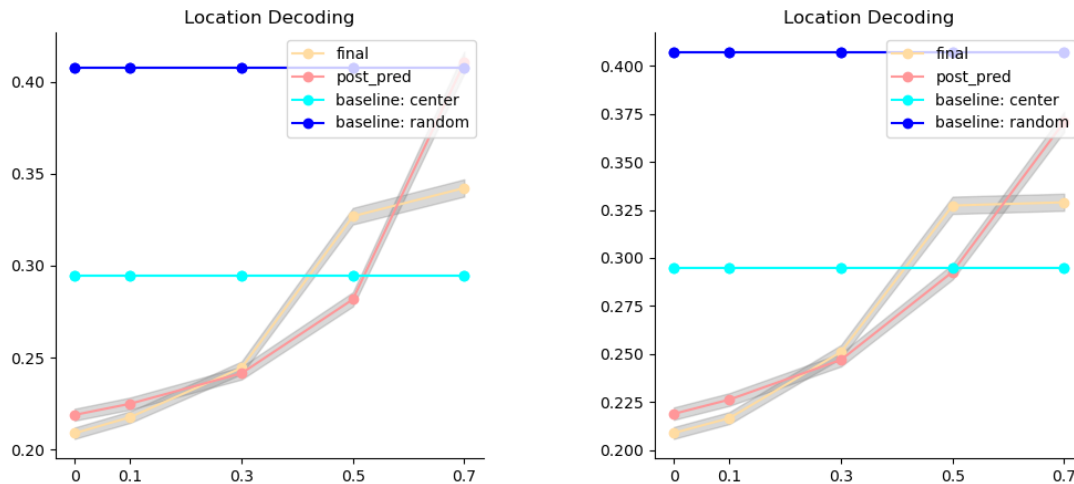 Location Decoding
final
post_pred
baseline: center
baseline: random
0.40
0.35
0.30
0.25
0.20
0
0.1
0.3
0.5
0.7
Location Decoding
final
post_pred
baseline: center
baseline: random
0.400
0.375
0.350
0.325
0.300
0.275
0.250
0.225
0.200
0
0.1
0.3
0.5
0.7